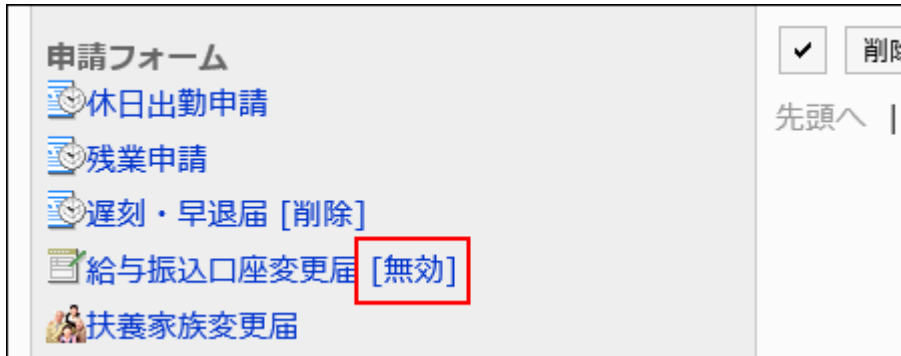 申請フォーム
休日出勤申請
残業申請
遅刻・早退届 [削除]
給与振込口座変更届 [無効]
扶養家族変更届
削
先頭へ |